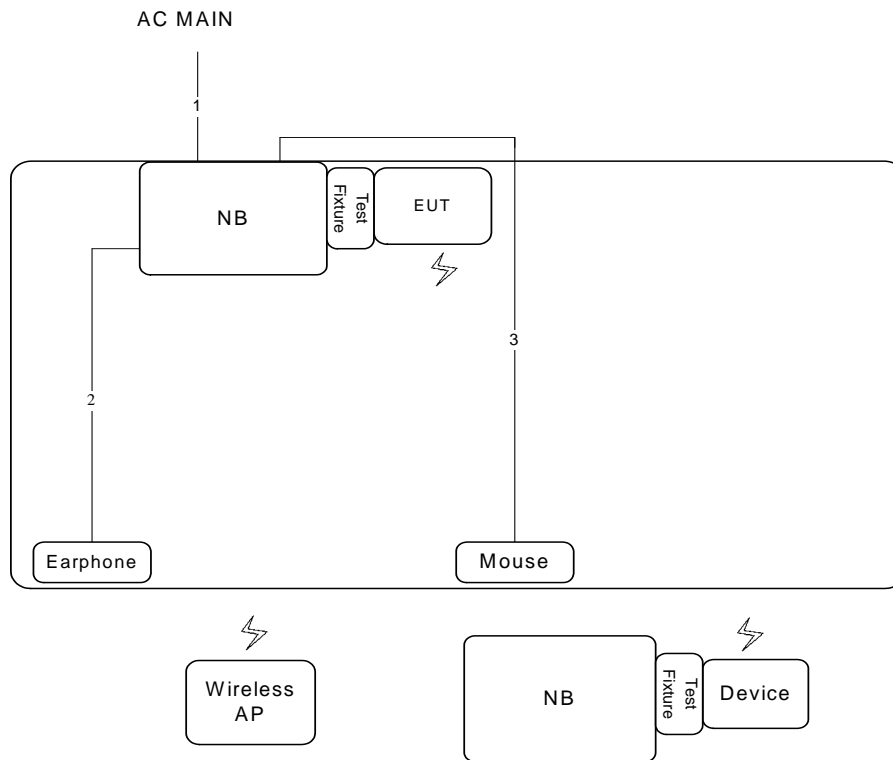 AC MAIN
1
NB
Test
Fixture
EUT
3
2
Earphone
Mouse
Wireless
AP
NB
Test
Fixture
Device